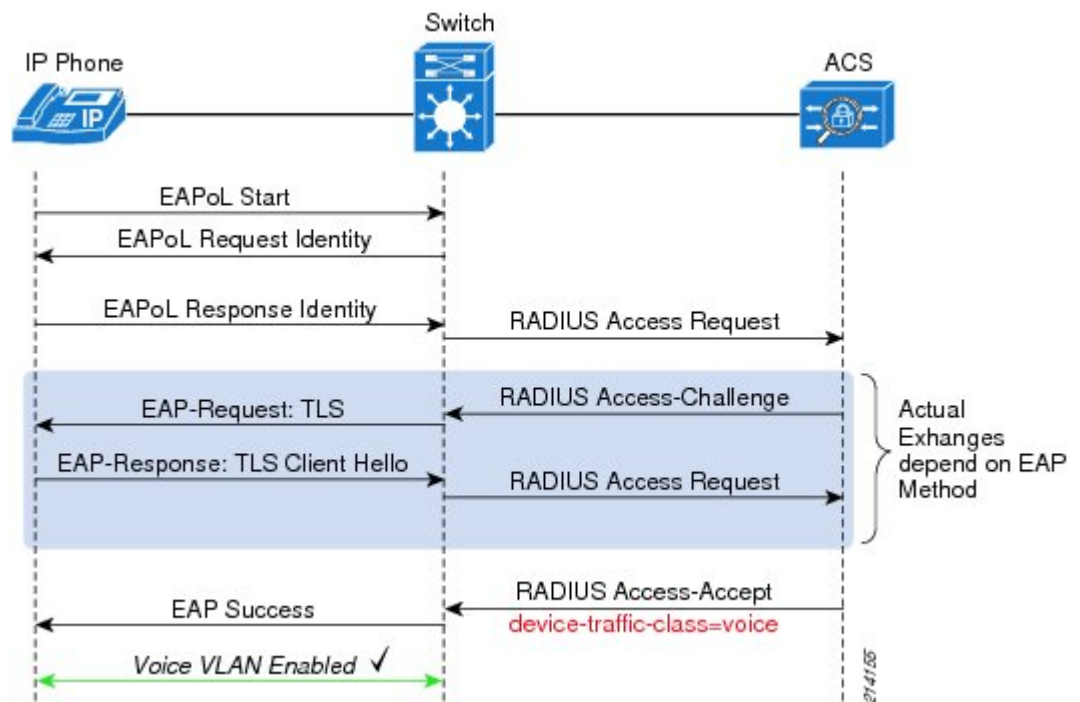 Switch
IP Phone
ACS
IP
EAPoL Start
EAPoL Request Identity
EAPoL Response Identity
RADIUS Access Request
RADIUS Access-Challenge
EAP-Request: TLS
EAP-Response: TLS Client Hello
RADIUS Access Request
Actual
Exhanges
depend on EAP
Method
RADIUS Access-Accept
EAP Success
device-traffic-class=voice
Voice VLAN Enabled ✓
214155